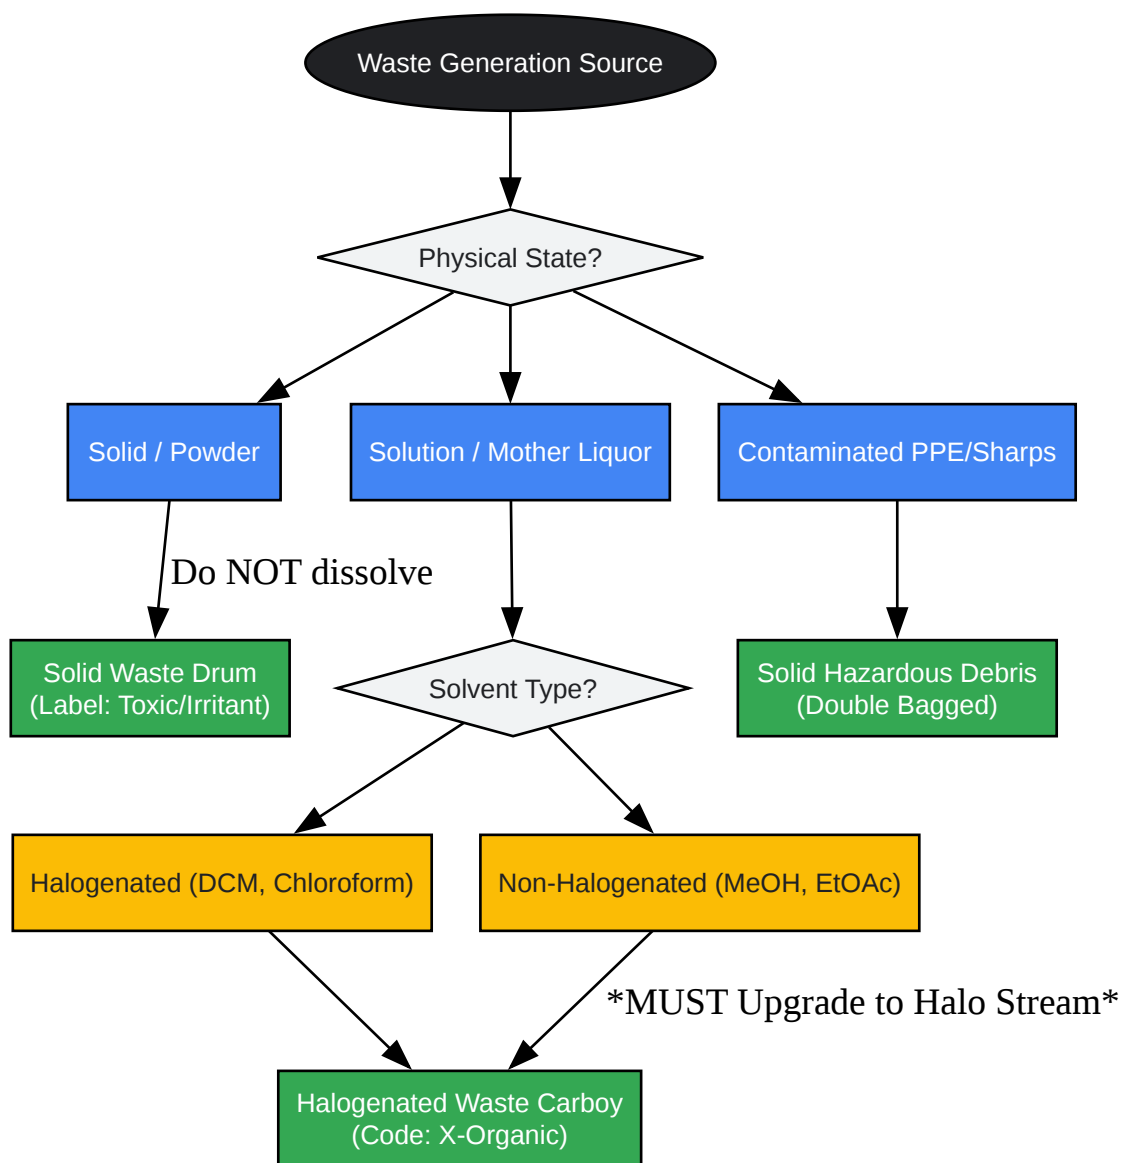 Waste Generation Source
Physical State?
Solid / Powder
Solution / Mother Liquor
Contaminated PPE/Sharps
Do NOT dissolve
Solid Waste Drum
(Label: Toxic/Irritant)
Solvent Type?
Solid Hazardous Debris
(Double Bagged)
Halogenated (DCM, Chloroform)
Non-Halogenated (MeOH, EtOAc)
*MUST Upgrade to Halo Stream*
Halogenated Waste Carboy
(Code: X-Organic)